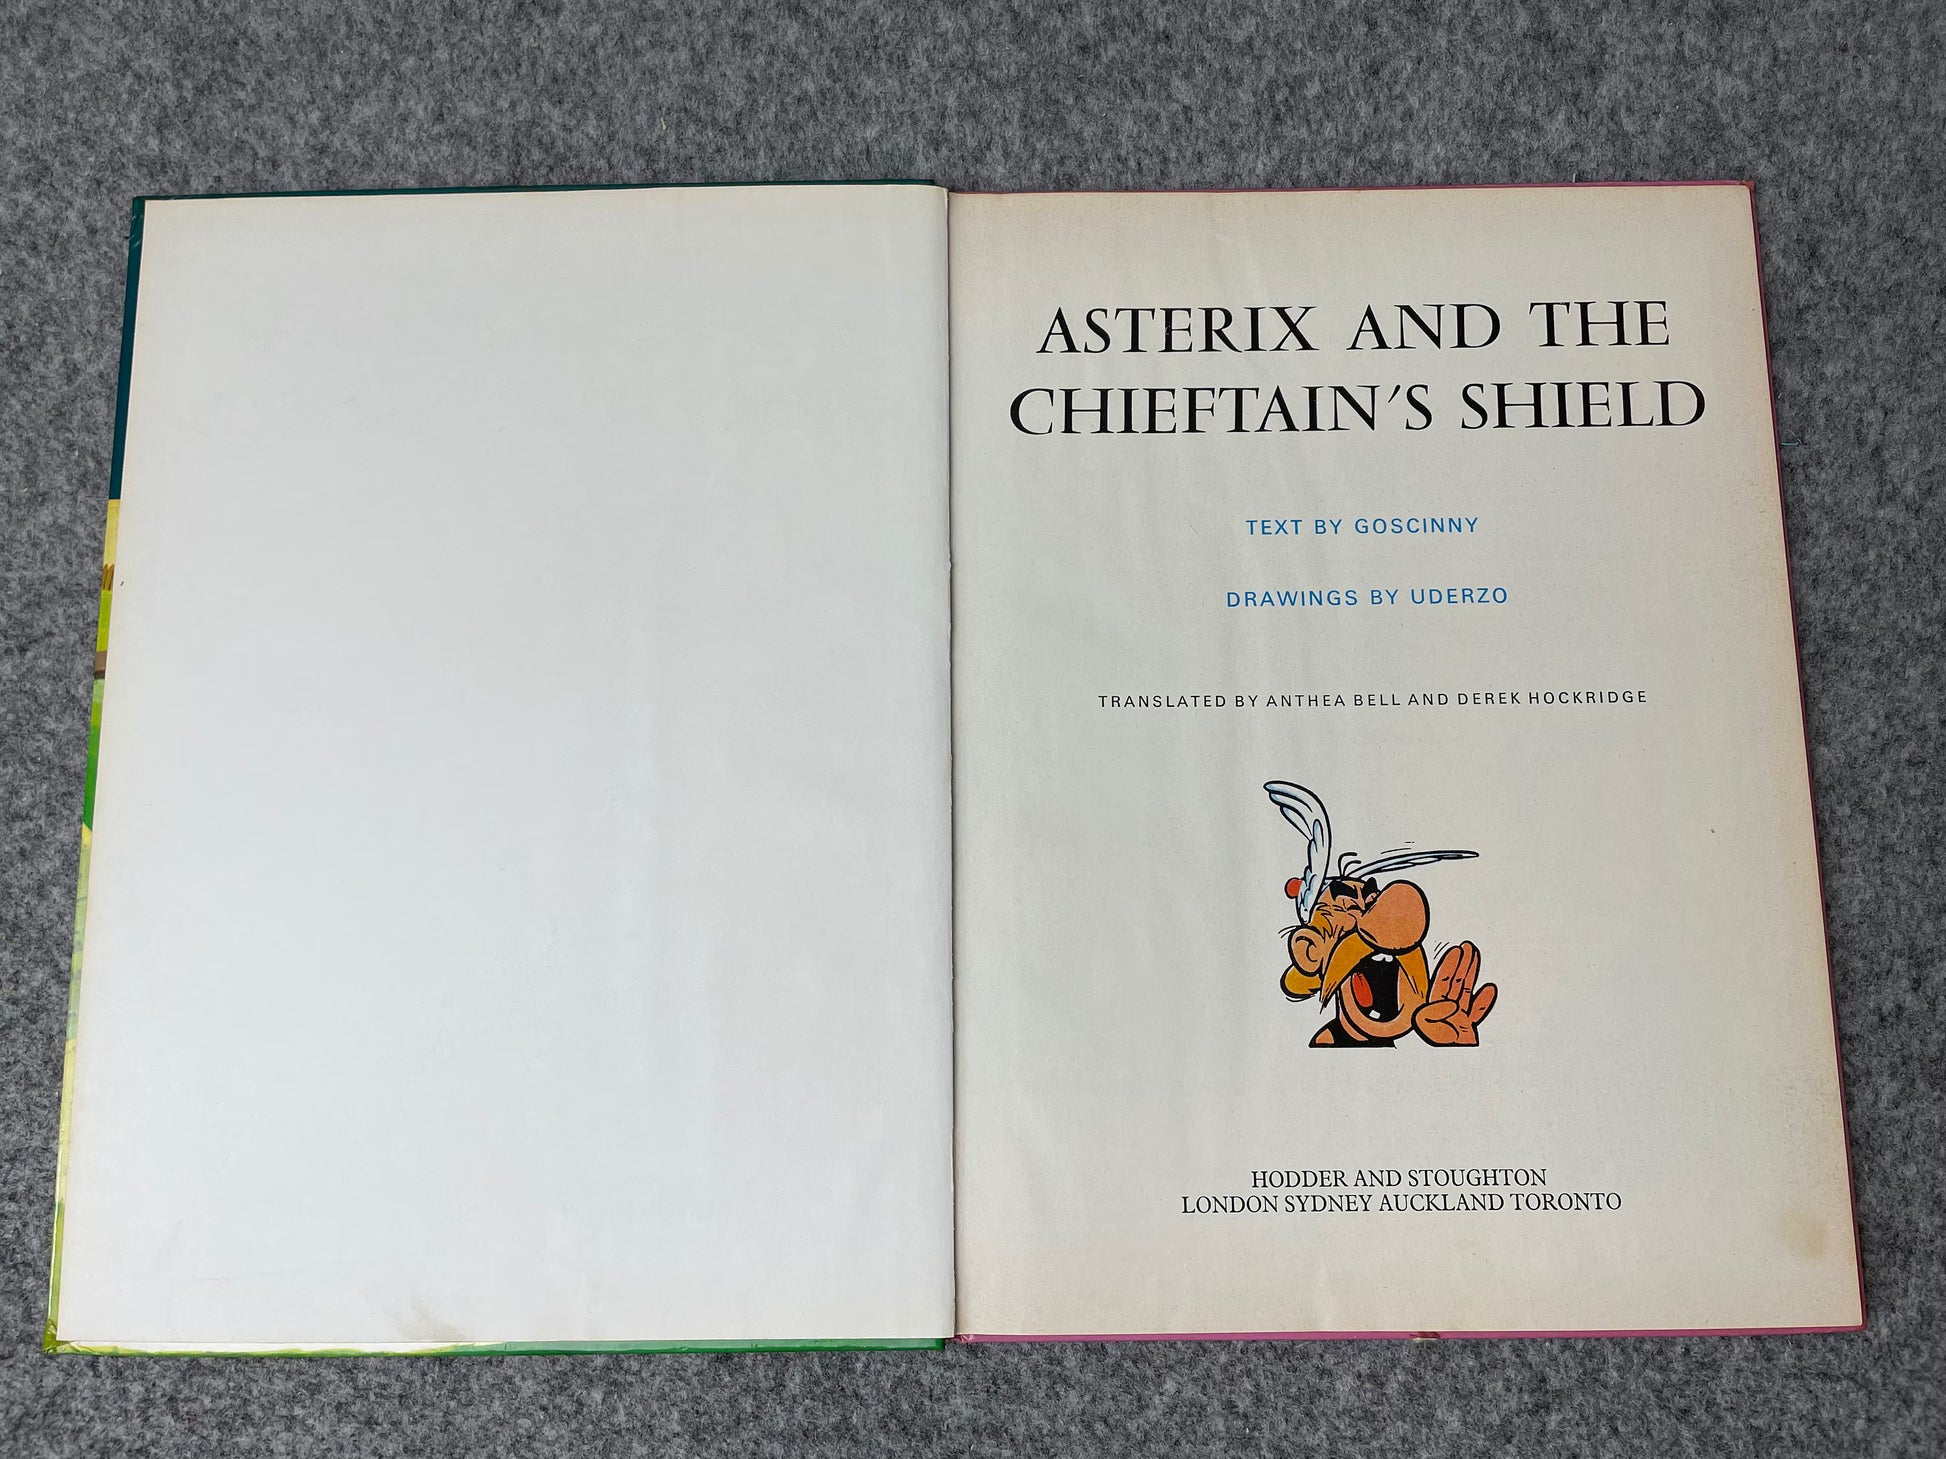 ASTERIX AND THE
CHIEFTAIN'S SHIELD
TEXT BY GOSCINNY
DRAWINGS BY UDERZO
TRANSLATED BY ANTHEA BELL AND DEREK HOCKRIDGE
HODDER AND STOUGHTON
LONDON SYDNEY AUCKLAND TORONTO